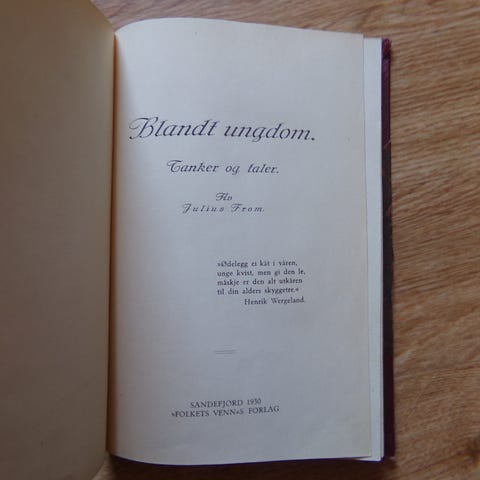 Blandt ungdom.
Tanker og taler.
Av
Julius From.
»Ødelegg ei kåt i våren,
unge kvist, men gi den le,
måskje er den alt utkåren
til din alders skyggetre.«
Henrik Wergeland.
SANDEFJORD 1930
»FOLKETS VENN«S FORLAG